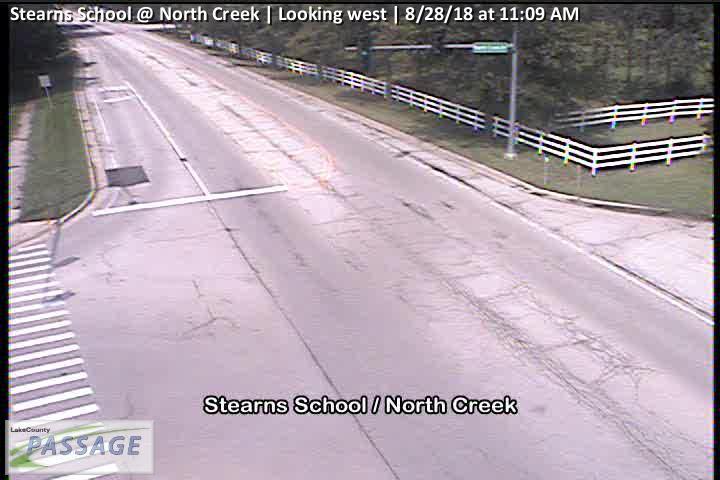 Stearns School @ North Creek | Looking west | 8/28/18 at 11:09 AM
Stearns School / North Creek
LakeCounty
PASSAGE